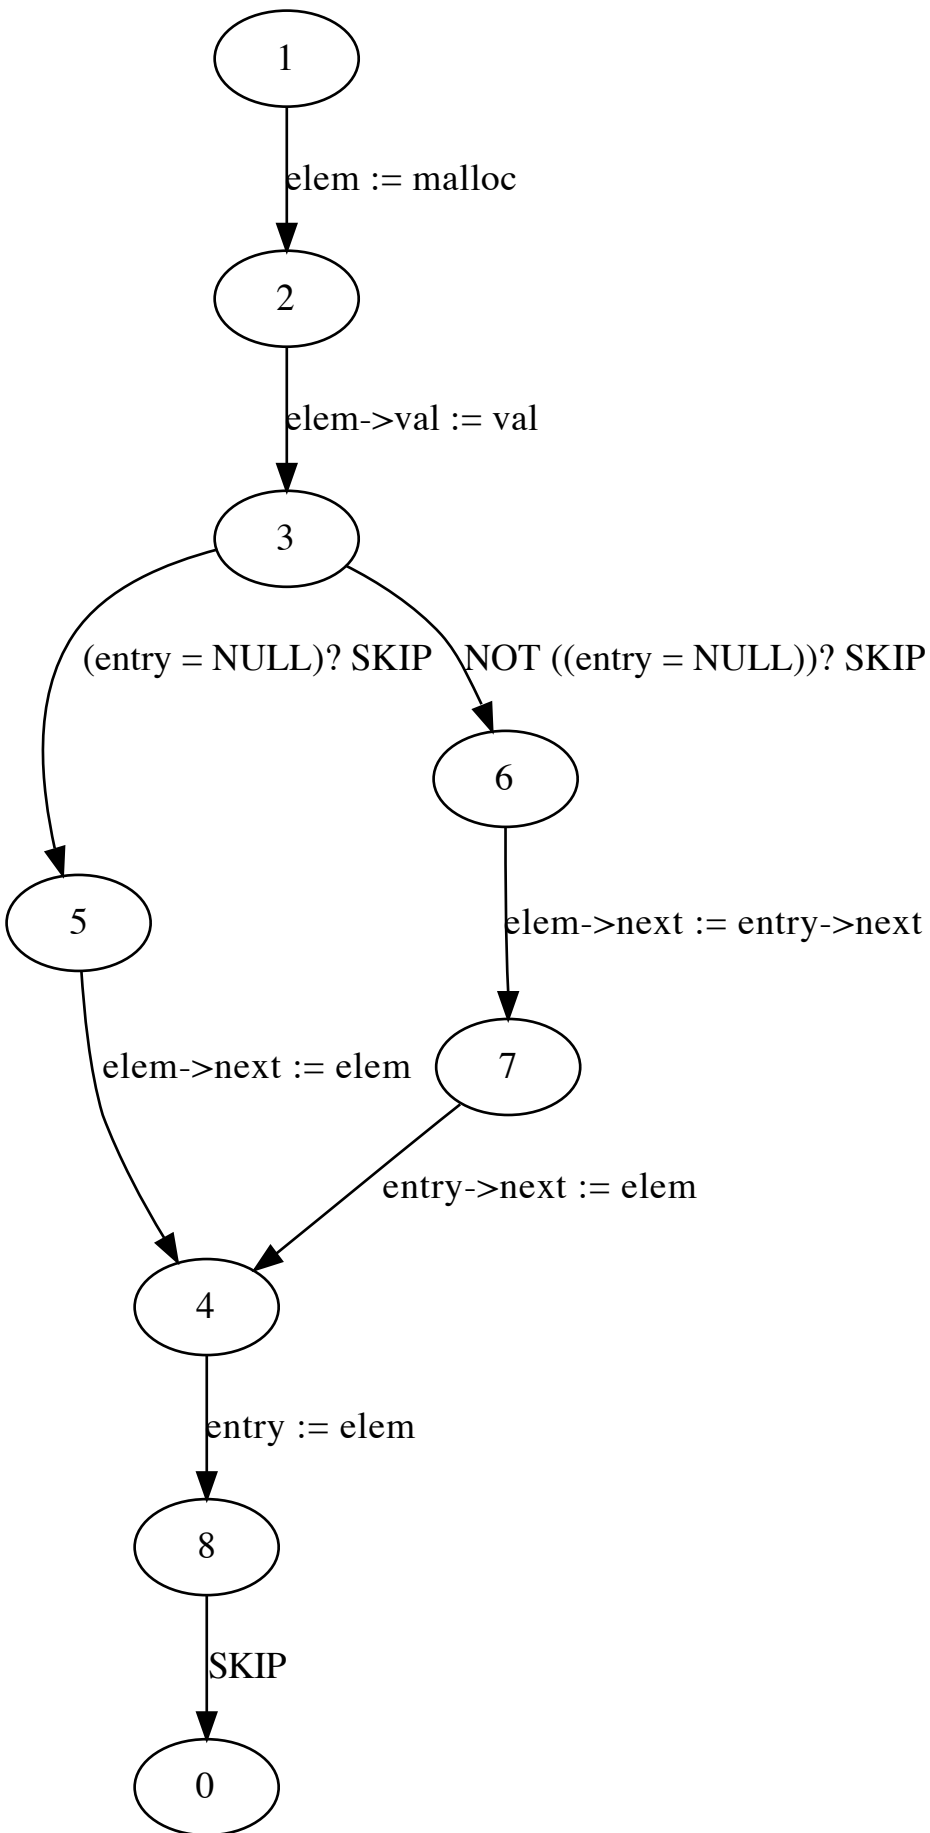 1
elem := malloc
2
elem->val := val
3
(entry = NULL)? SKIP
NOT ((entry = NULL))? SKIP
6
5
elem->next := entry->next
elem->next := elem
7
entry->next := elem
4
entry := elem
8
SKIP
0